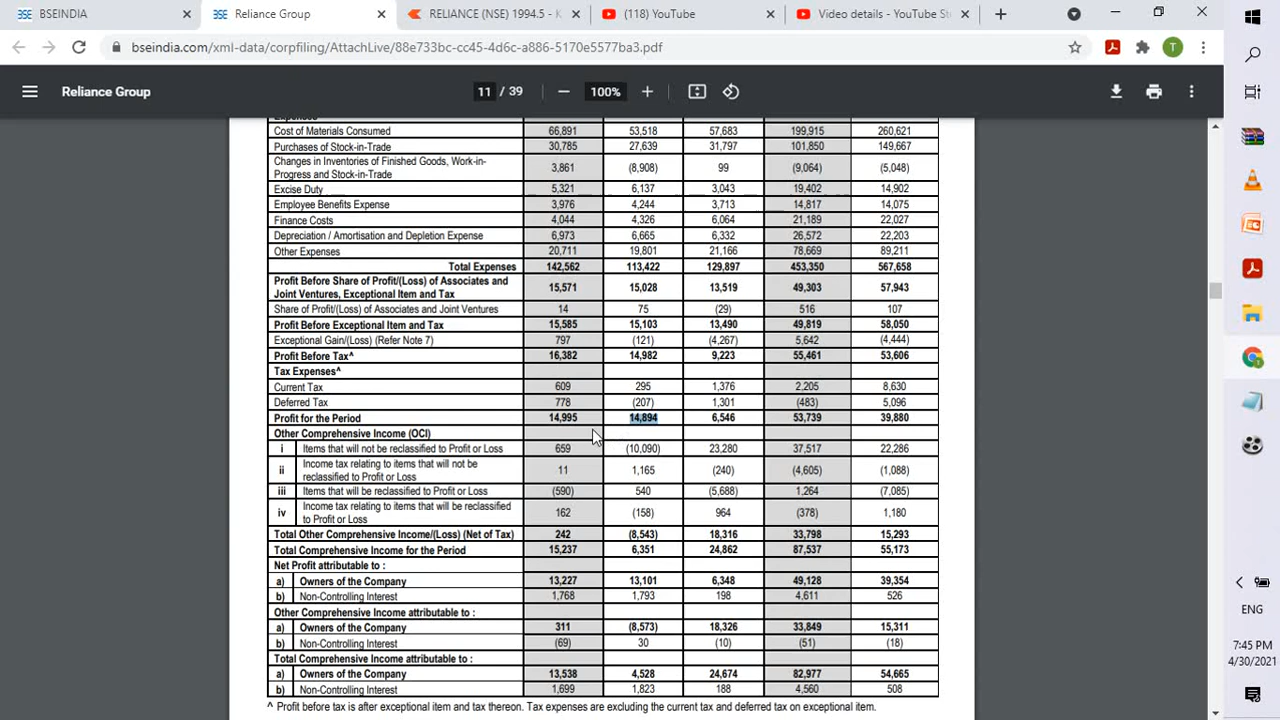 BSEINDIA
Reliance Group
RELIANCE (NSE) 1994.5 - K
(118) YouTube
Video details - YouTube St
bseindia.com/xml-data/corpfiling/AttachLive/88e733bc-cc45-4d6c-a886-5170e5577ba3.pdf
T
Reliance Group
11 / 39
100%
Expenses
Cost of Materials Consumed 66,891 53,518 57,683 199,915 260,621
Purchases of Stock-in-Trade 30,785 27,639 31,797 101,850 149,667
Changes in Inventories of Finished Goods, Work-in-
Progress and Stock-in-Trade 3,861 (8,908) 99 (9,064) (5,048)
Excise Duty 5,321 6,137 3,043 19,402 14,902
Employee Benefits Expense 3,976 4,244 3,713 14,817 14,075
Finance Costs 4,044 4,326 6,064 21,189 22,027
Depreciation / Amortisation and Depletion Expense 6,973 6,665 6,332 26,572 22,203
Other Expenses 20,711 19,801 21,166 78,669 89,211
Total Expenses 142,562 113,422 129,897 453,350 567,658
Profit Before Share of Profit/(Loss) of Associates and
Joint Ventures, Exceptional Item and Tax 15,571 15,028 13,519 49,303 57,943
Share of Profit/(Loss) of Associates and Joint Ventures 14 75 (29) 516 107
Profit Before Exceptional Item and Tax 15,585 15,103 13,490 49,819 58,050
Exceptional Gain/(Loss) (Refer Note 7) 797 (121) (4,267) 5,642 (4,444)
Profit Before Tax^ 16,382 14,982 9,223 55,461 53,606
Tax Expenses^
Current Tax 609 295 1,376 2,205 8,630
Deferred Tax 778 (207) 1,301 (483) 5,096
Profit for the Period 14,995 14,894 6,546 53,739 39,880
Other Comprehensive Income (OCI)
i Items that will not be reclassified to Profit or Loss 659 (10,090) 23,280 37,517 22,286
ii Income tax relating to items that will not be
reclassified to Profit or Loss 11 1,165 (240) (4,605) (1,088)
iii Items that will be reclassified to Profit or Loss (590) 540 (5,688) 1,264 (7,085)
iv Income tax relating to items that will be reclassified
to Profit or Loss 162 (158) 964 (378) 1,180
Total Other Comprehensive Income/(Loss) (Net of Tax) 242 (8,543) 18,316 33,798 15,293
Total Comprehensive Income for the Period 15,237 6,351 24,862 87,537 55,173
Net Profit attributable to :
a) Owners of the Company 13,227 13,101 6,348 49,128 39,354
b) Non-Controlling Interest 1,768 1,793 198 4,611 526
Other Comprehensive Income attributable to :
a) Owners of the Company 311 (8,573) 18,326 33,849 15,311
b) Non-Controlling Interest (69) 30 (10) (51) (18)
Total Comprehensive Income attributable to :
a) Owners of the Company 13,538 4,528 24,674 82,977 54,665
b) Non-Controlling Interest 1,699 1,823 188 4,560 508
^ Profit before tax is after exceptional item and tax thereon. Tax expenses are excluding the current tax and deferred tax on exceptional item.
ENG
7:45 PM
4/30/2021